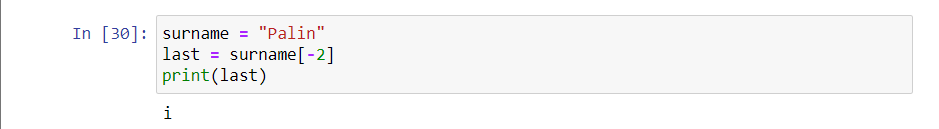 In [30]: surname = "Palin"
last = surname[-2]
print(last)
i